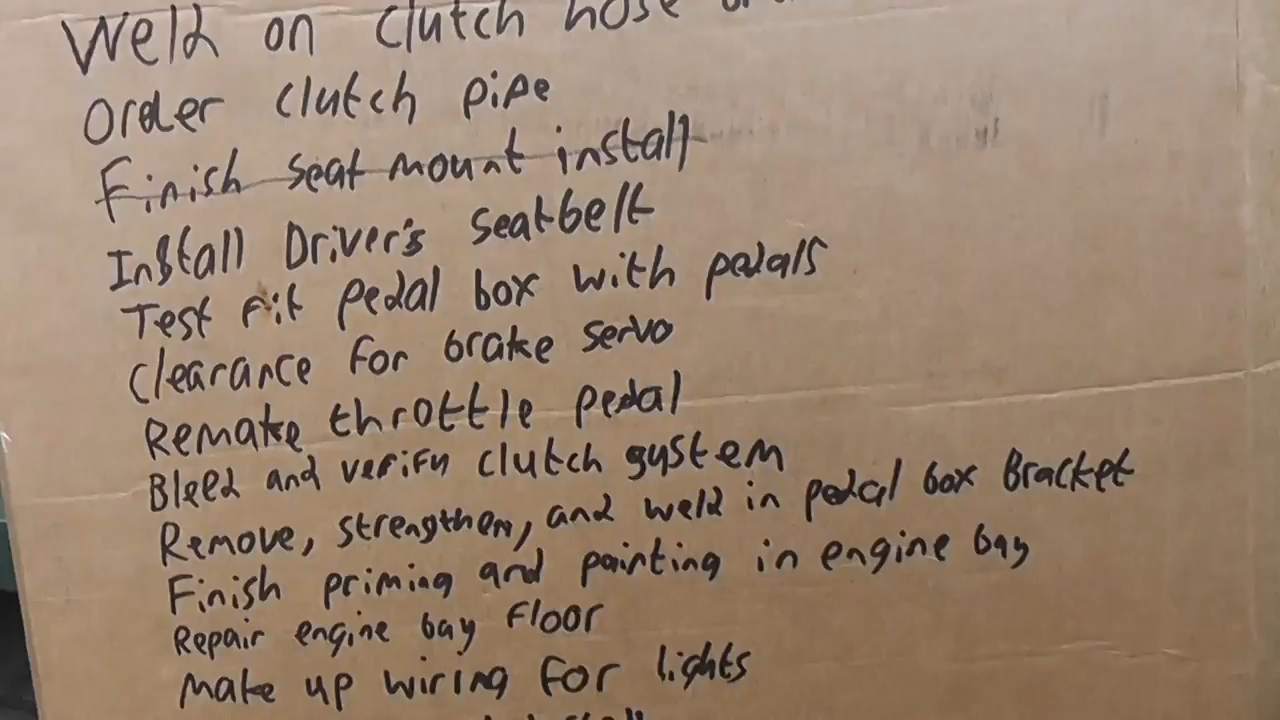 Weld on clutch hose
Order clutch pipe
Finish seat mount install
Install Driver's seatbelt
Test fit pedal box with pedals
Clearance for brake servo
Remake throttle pedal
Bleed and verify clutch system
Remove, strengthen, and weld in pedal box Bracket
Finish priming and painting in engine bay
Repair engine bay floor
Make up wiring for lights